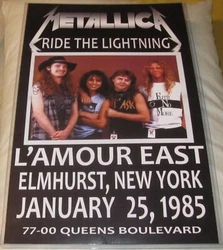 METALLICA
RIDE THE LIGHTNING
L'AMOUR EAST
ELMHURST, NEW YORK
JANUARY 25, 1985
77-00 QUEENS BOULEVARD